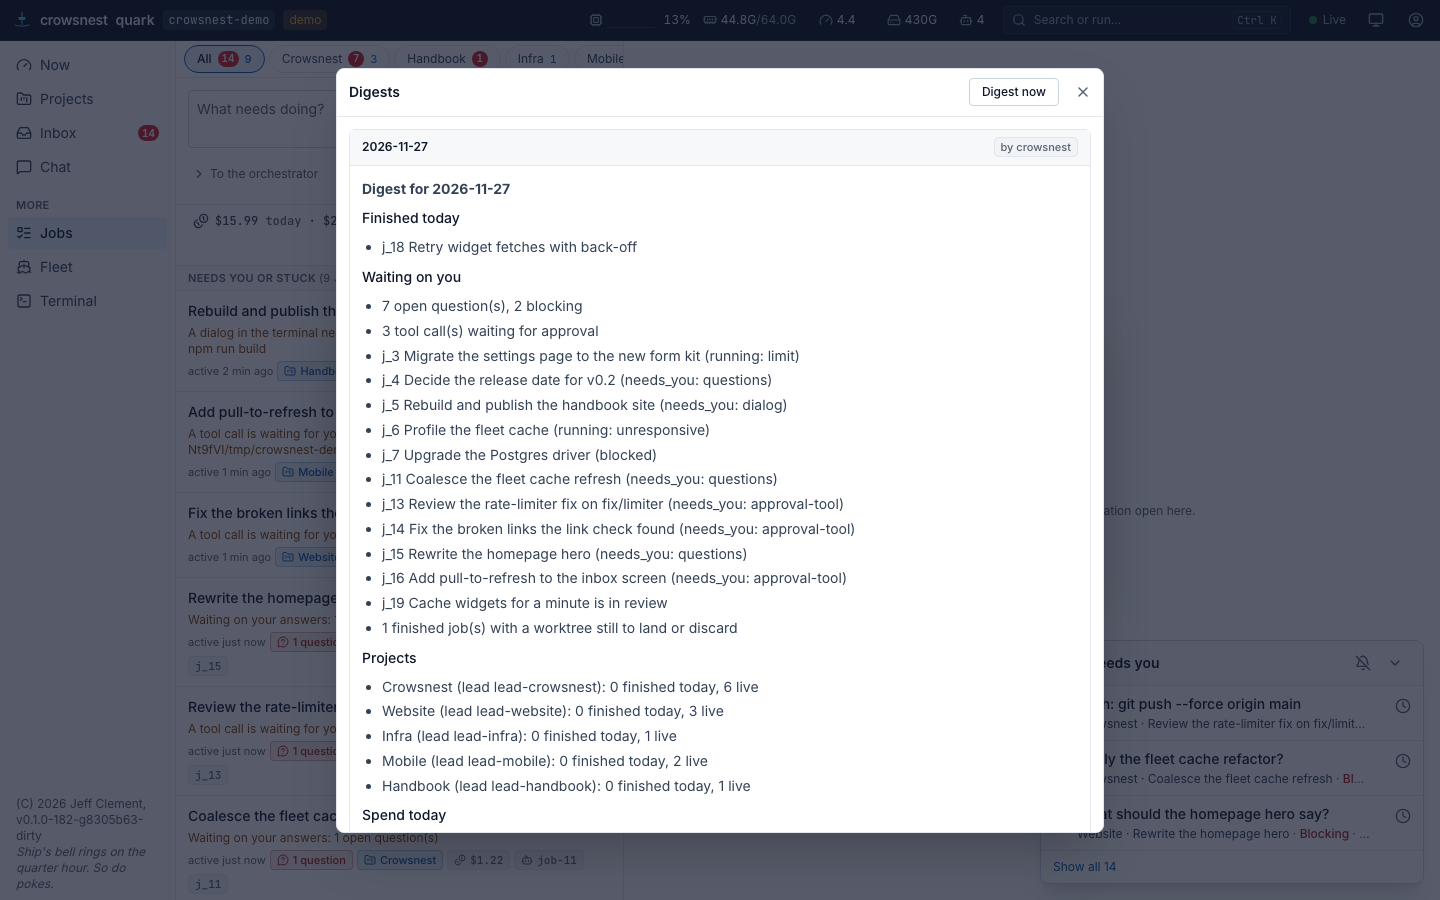 crowsnest quark crowsnest-demo demo 13% 44.8G/64.0G 4.4 430G 4 Search or run... Ctrl K Live
Now
Projects
Inbox 14
Chat
MORE
Jobs
Fleet
Terminal
(C) 2026 Jeff Clement,
v0.1.0-182-g8305b63-
dirty
Ship's bell rings on the
quarter hour. So do
pokes.
All 14 9 Crowsnest 7 3 Handbook 1 Infra 1 Mobile
What needs doing?
To the orchestrator
$15.99 today · $2
NEEDS YOU OR STUCK (9
Rebuild and publish th
A dialog in the terminal ne
npm run build
active 2 min ago Handb
Add pull-to-refresh to
A tool call is waiting for yo
Nt9fVI/tmp/crowsnest-de
active 1 min ago Mobile
Fix the broken links the
A tool call is waiting for yo
active 1 min ago Website
Rewrite the homepage
Waiting on your answers:
active just now 1 questio
j_15
Review the rate-limiter
A tool call is waiting for yo
active just now 1 questio
j_13
Coalesce the fleet cac
Waiting on your answers: 1 open question(s)
active just now 1 question Crowsnest $1.22 job-11
j_11
Digests Digest now
2026-11-27 by crowsnest
Digest for 2026-11-27
Finished today
j_18 Retry widget fetches with back-off
Waiting on you
7 open question(s), 2 blocking
3 tool call(s) waiting for approval
j_3 Migrate the settings page to the new form kit (running: limit)
j_4 Decide the release date for v0.2 (needs_you: questions)
j_5 Rebuild and publish the handbook site (needs_you: dialog)
j_6 Profile the fleet cache (running: unresponsive)
j_7 Upgrade the Postgres driver (blocked)
j_11 Coalesce the fleet cache refresh (needs_you: questions)
j_13 Review the rate-limiter fix on fix/limiter (needs_you: approval-tool)
j_14 Fix the broken links the link check found (needs_you: approval-tool)
j_15 Rewrite the homepage hero (needs_you: questions)
j_16 Add pull-to-refresh to the inbox screen (needs_you: approval-tool)
j_19 Cache widgets for a minute is in review
1 finished job(s) with a worktree still to land or discard
Projects
Crowsnest (lead lead-crowsnest): 0 finished today, 6 live
Website (lead lead-website): 0 finished today, 3 live
Infra (lead lead-infra): 0 finished today, 1 live
Mobile (lead lead-mobile): 0 finished today, 2 live
Handbook (lead lead-handbook): 0 finished today, 1 live
Spend today
ation open here.
eeds you
n: git push --force origin main
wsnest · Review the rate-limiter fix on fix/limit...
ly the fleet cache refactor?
wsnest · Coalesce the fleet cache refresh · Bl...
at should the homepage hero say?
Website · Rewrite the homepage hero · Blocking · ...
Show all 14